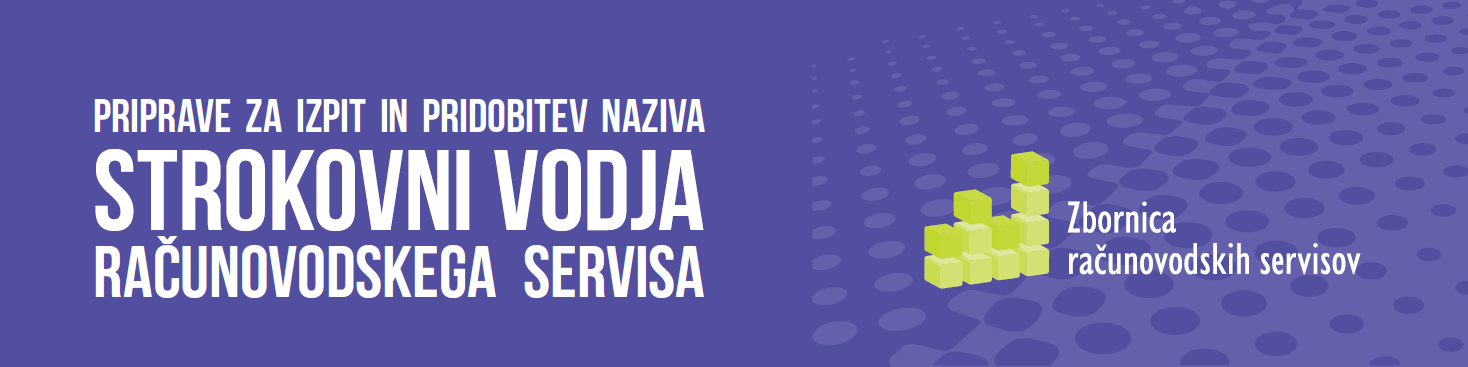 PRIPRAVE ZA IZPIT IN PRIDOBITEV NAZIVA
STROKOVNI VODJA
RAČUNOVODSKEGA SERVISA
Zbornica
računovodskih servisov